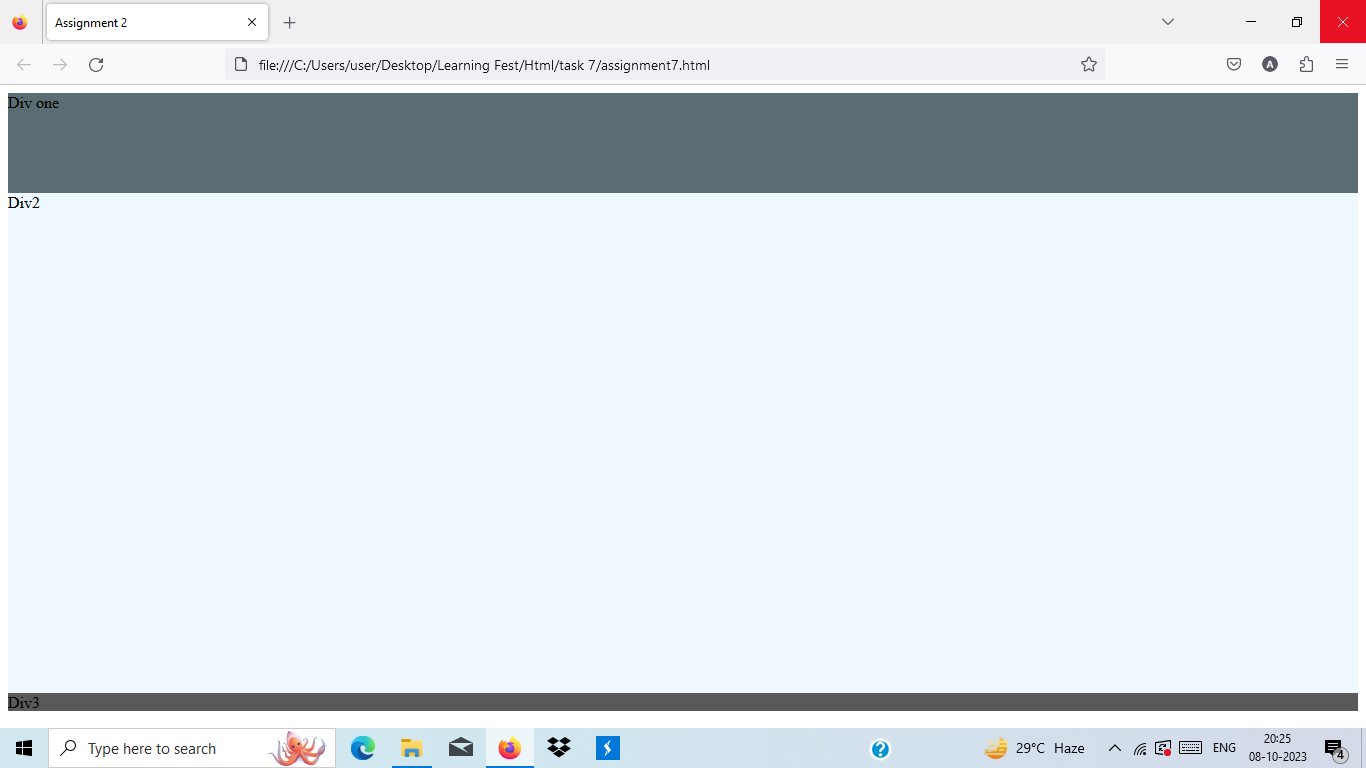 Assignment 2
file:///C:/Users/user/Desktop/Learning Fest/Html/task 7/assignment7.html
A
Div one
Div2
Div3
Type here to search
29°C Haze
ENG
20:25
08-10-2023
4